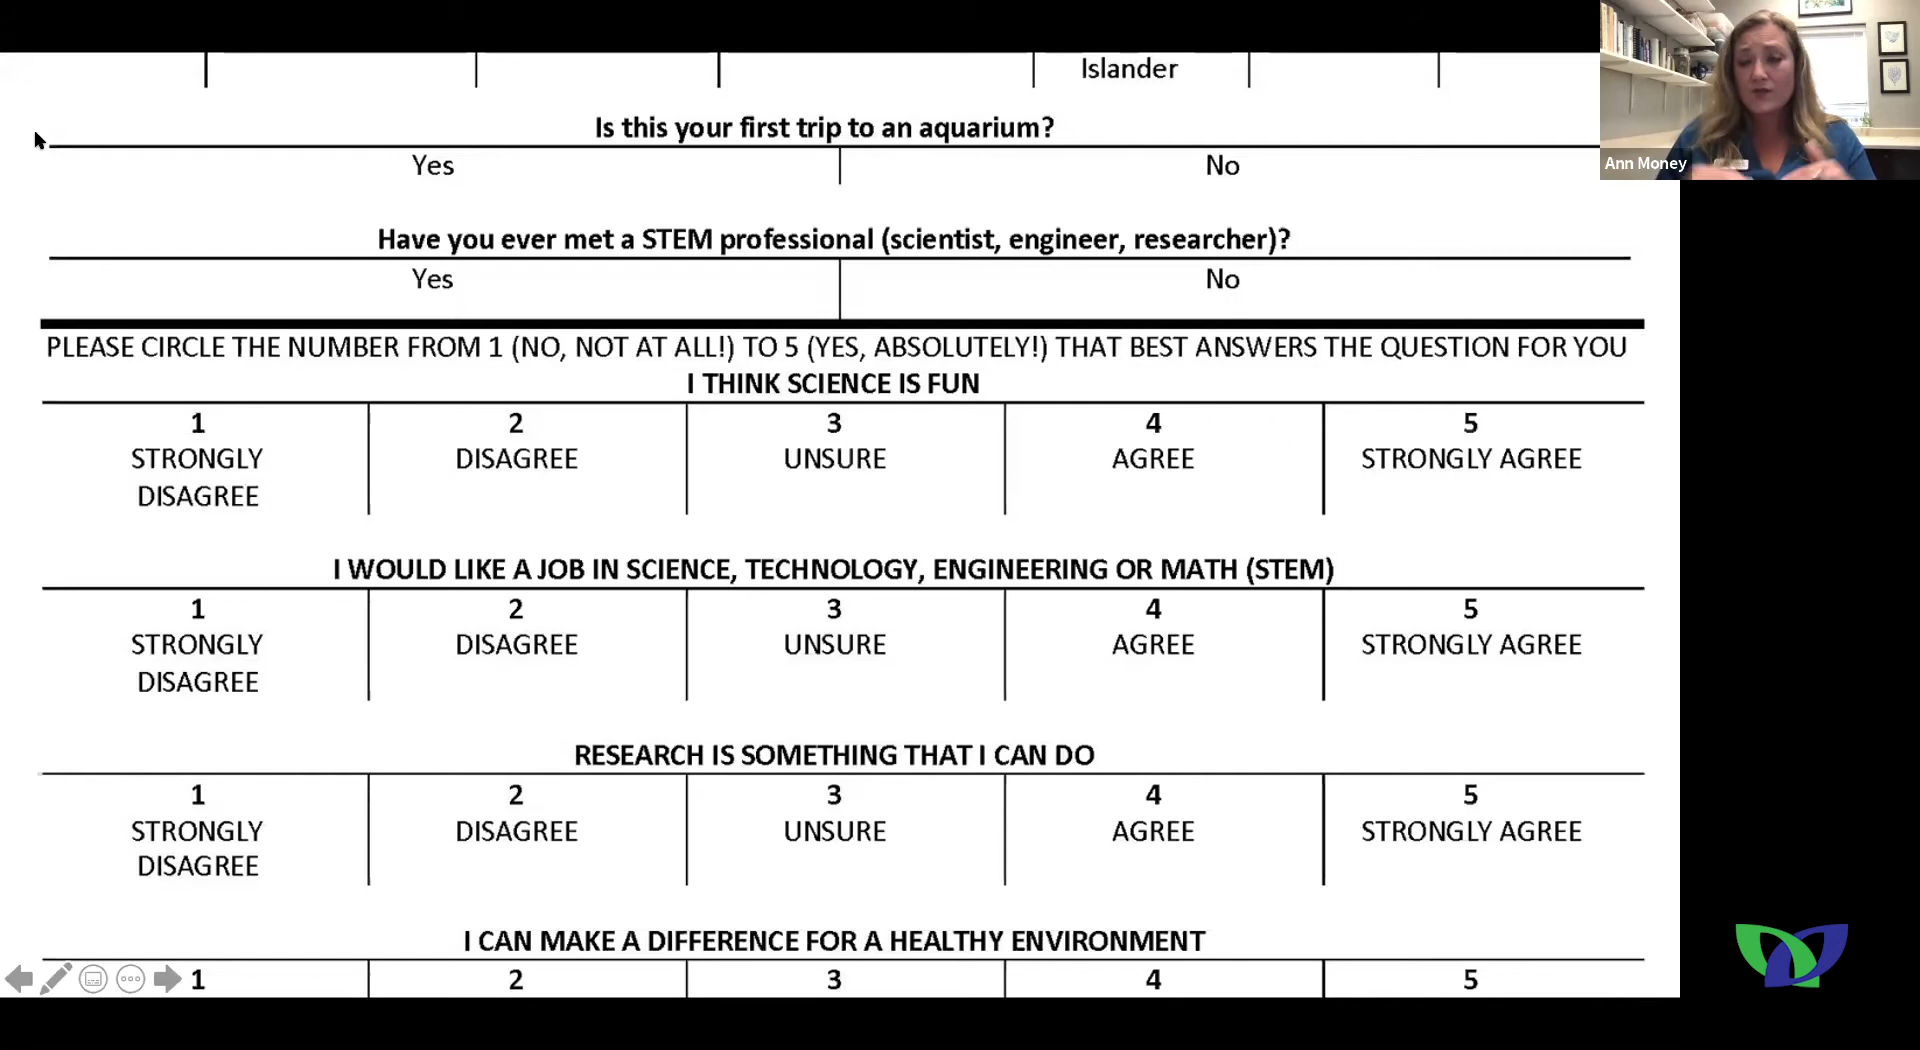 Islander
Is this your first trip to an aquarium?
Yes No
Have you ever met a STEM professional (scientist, engineer, researcher)?
Yes No
PLEASE CIRCLE THE NUMBER FROM 1 (NO, NOT AT ALL!) TO 5 (YES, ABSOLUTELY!) THAT BEST ANSWERS THE QUESTION FOR YOU
I THINK SCIENCE IS FUN
1 2 3 4 5
STRONGLY DISAGREE UNSURE AGREE STRONGLY AGREE
DISAGREE
I WOULD LIKE A JOB IN SCIENCE, TECHNOLOGY, ENGINEERING OR MATH (STEM)
1 2 3 4 5
STRONGLY DISAGREE UNSURE AGREE STRONGLY AGREE
DISAGREE
RESEARCH IS SOMETHING THAT I CAN DO
1 2 3 4 5
STRONGLY DISAGREE UNSURE AGREE STRONGLY AGREE
DISAGREE
I CAN MAKE A DIFFERENCE FOR A HEALTHY ENVIRONMENT
1 2 3 4 5
Ann Money